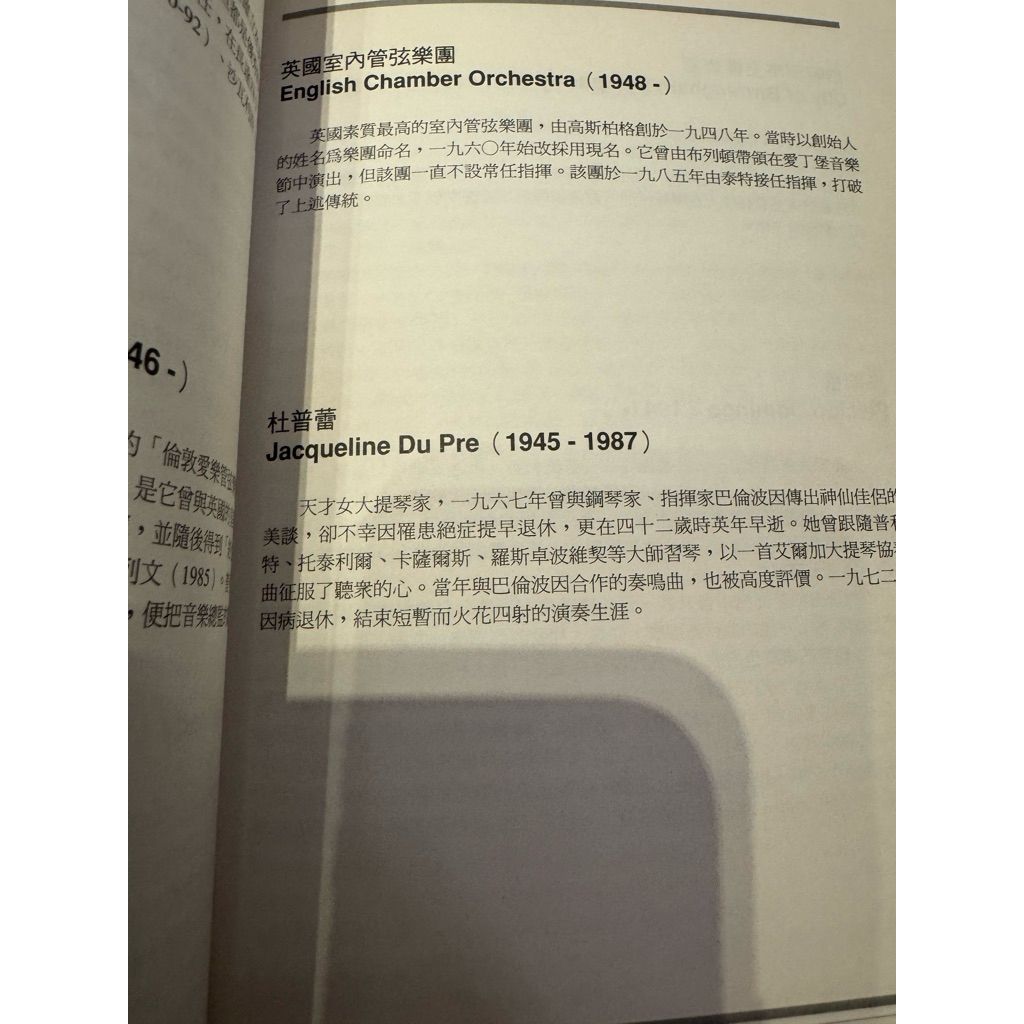 0-92）、
46 - ）
的「倫敦愛樂管弦
是它曾與英國
，並隨後得到「
利文（1985）。
，便把音樂總監
英國室內管弦樂團
English Chamber Orchestra（1948 - ）
英國素質最高的室內管弦樂團，由高斯柏格創於一九四八年。當時以創始人
的姓名爲樂團命名，一九六〇年始改採用現名。它曾由布列頓帶領在愛丁堡音樂
節中演出，但該團一直不設常任指揮。該團於一九八五年由泰特接任指揮，打破
了上述傳統。
杜普蕾
Jacqueline Du Pre（1945 - 1987）
天才女大提琴家，一九六七年曾與鋼琴家、指揮家巴倫波因傳出神仙佳侶的
美談，卻不幸因罹患絕症提早退休，更在四十二歲時英年早逝。她曾跟隨普利
特、托泰利爾、卡薩爾斯、羅斯卓波維契等大師習琴，以一首艾爾加大提琴協奏
曲征服了聽衆的心。當年與巴倫波因合作的奏鳴曲，也被高度評價。一九七二
因病退休，結束短暫而火花四射的演奏生涯。